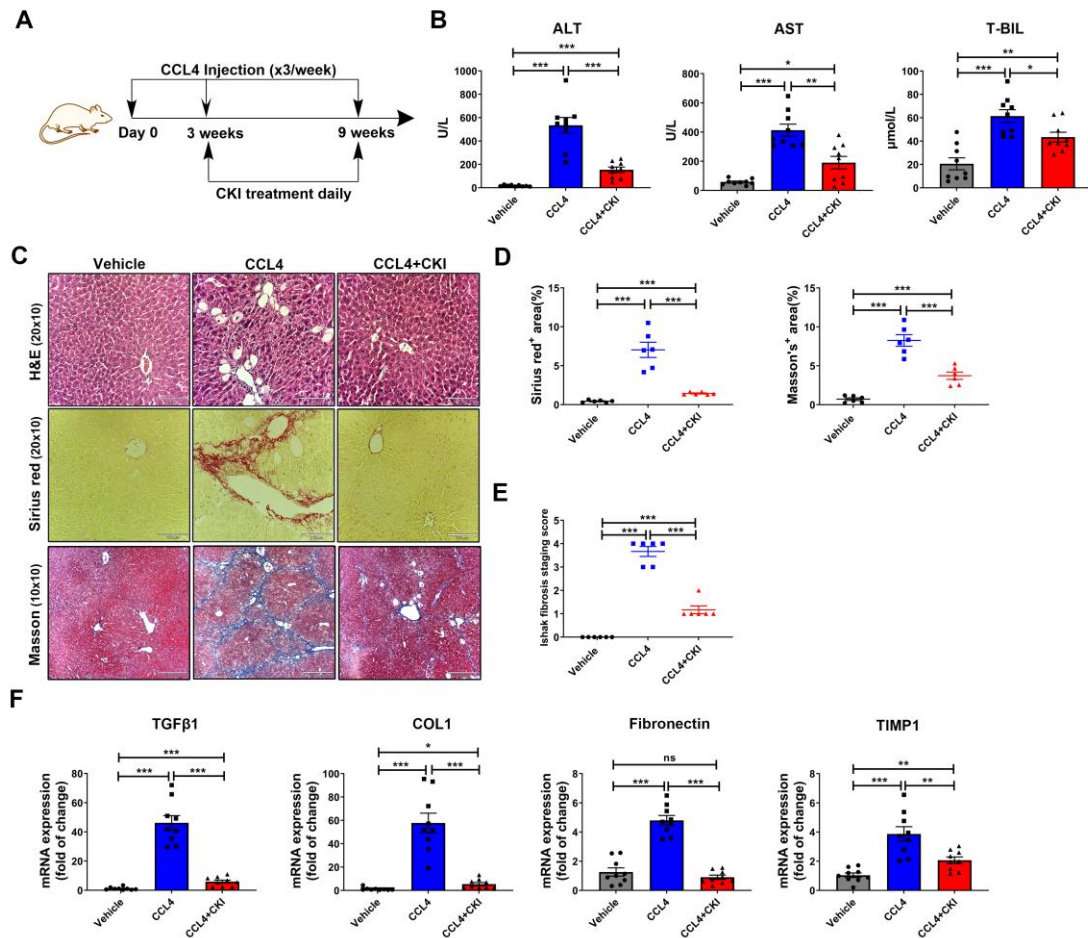 A
CCL4 Injection (x3/week)
Day 0
3 weeks
9 weeks
CKI treatment daily
B
ALT
***
***
***
U/L
1000
800
600
400
200
0
Vehicle
CCL4
CCL4+CKI
AST
*
***
**
U/L
800
600
400
200
0
Vehicle
CCL4
CCL4+CKI
T-BIL
**
***
*
μmol/L
100
80
60
40
20
0
Vehicle
CCL4
CCL4+CKI
C
Vehicle
CCL4
CCL4+CKI
H&E (20x10)
Sirius red (20x10)
Masson (10x10)
D
***
***
***
Sirius red+ area(%)
15
10
5
0
Vehicle
CCL4
CCL4+CKI
***
***
***
Masson's+ area(%)
15
10
5
0
Vehicle
CCL4
CCL4+CKI
E
***
***
***
Ishak fibrosis staging score
5
4
3
2
1
0
Vehicle
CCL4
CCL4+CKI
F
TGFβ1
***
***
***
mRNA expression
(fold of change)
80
60
40
20
0
Vehicle
CCL4
CCL4+CKI
COL1
*
***
***
mRNA expression
(fold of change)
100
80
60
40
20
0
Vehicle
CCL4
CCL4+CKI
Fibronectin
ns
***
***
mRNA expression
(fold of change)
8
6
4
2
0
Vehicle
CCL4
CCL4+CKI
TIMP1
**
***
**
mRNA expression
(fold of change)
8
6
4
2
0
Vehicle
CCL4
CCL4+CKI